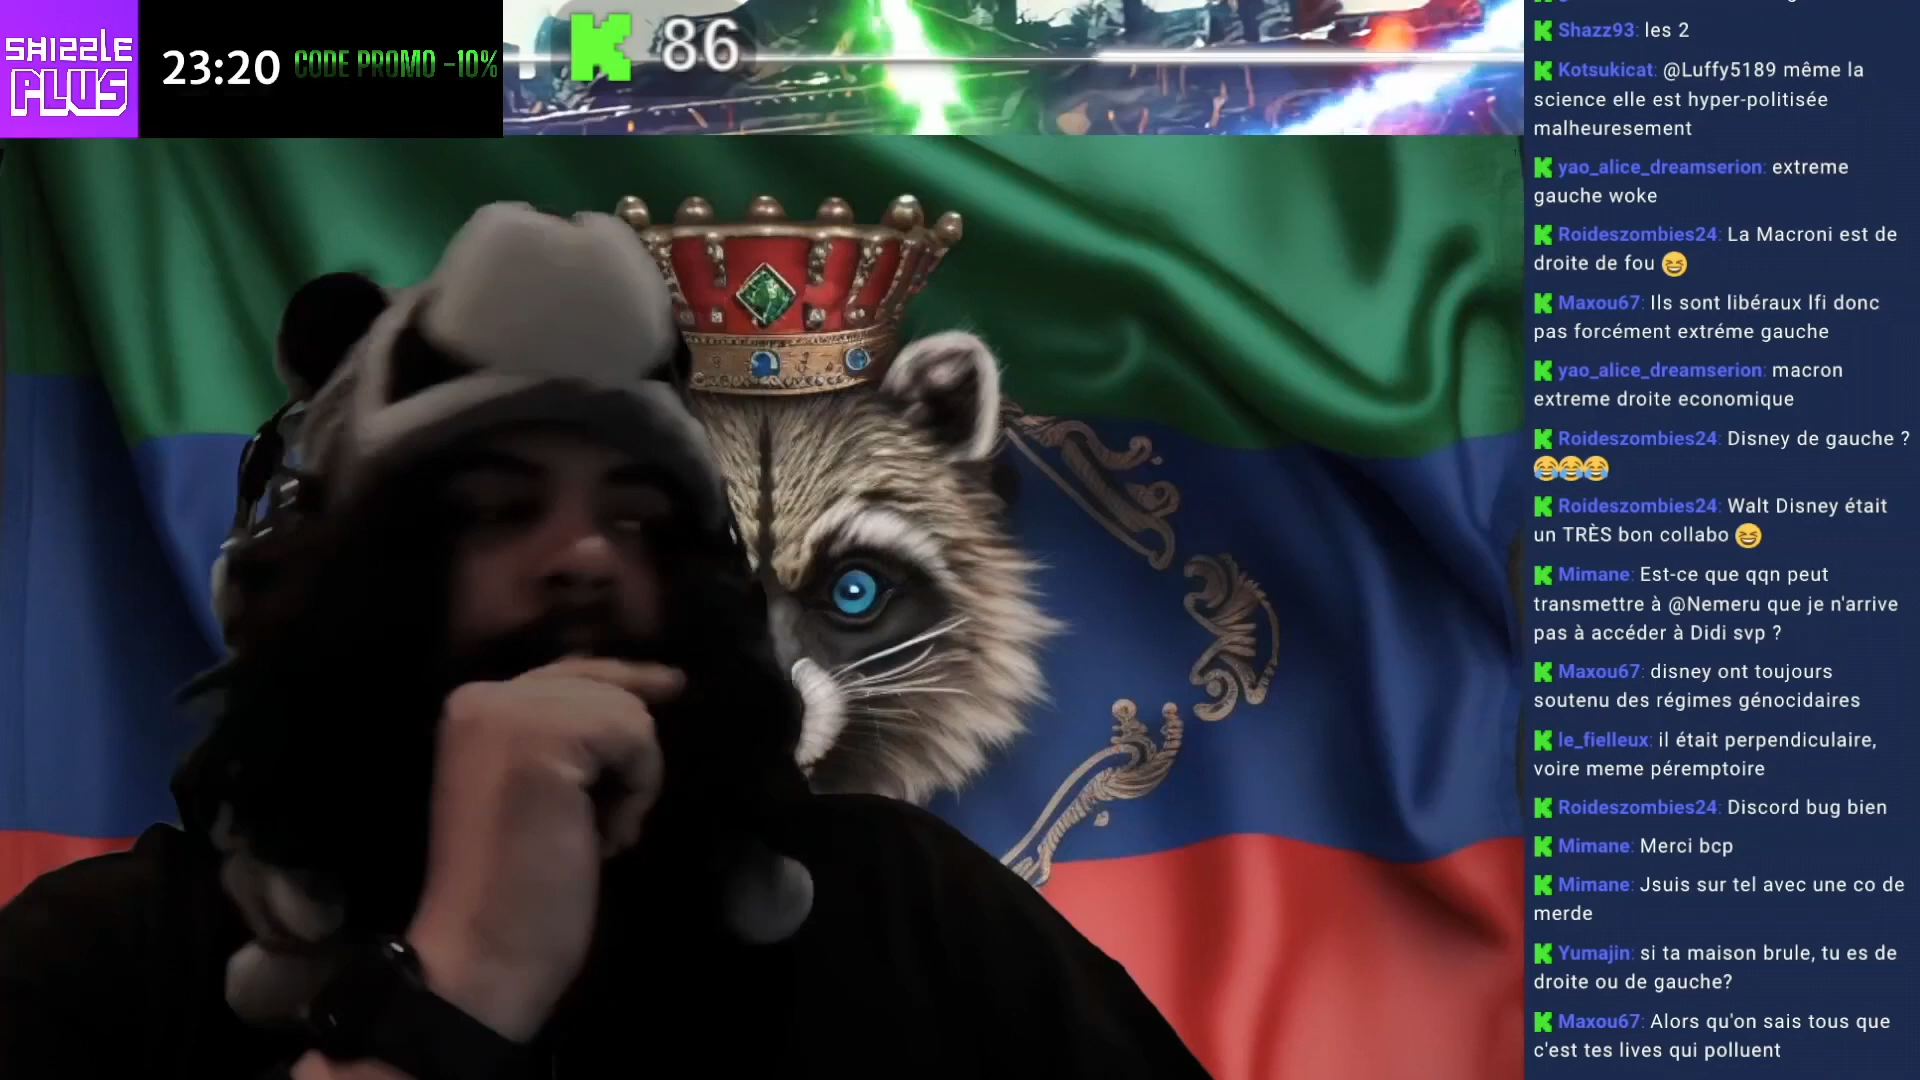 SHIZZLE
PLUS
23:20 CODE PROMO -10%
86
Shazz93: les 2
Kotsukicat: @Luffy5189 même la
science elle est hyper-politisée
malheuresement
yao_alice_dreamserion: extreme
gauche woke
Roideszombies24: La Macroni est de
droite de fou 😆
Maxou67: Ils sont libéraux lfi donc
pas forcément extréme gauche
yao_alice_dreamserion: macron
extreme droite economique
Roideszombies24: Disney de gauche ?
😂😂😂
Roideszombies24: Walt Disney était
un TRÈS bon collabo 😆
Mimane: Est-ce que qqn peut
transmettre à @Nemeru que je n'arrive
pas à accéder à Didi svp ?
Maxou67: disney ont toujours
soutenu des régimes génocidaires
le_fielleux: il était perpendiculaire,
voire meme péremptoire
Roideszombies24: Discord bug bien
Mimane: Merci bcp
Mimane: Jsuis sur tel avec une co de
merde
Yumajin: si ta maison brule, tu es de
droite ou de gauche?
Maxou67: Alors qu'on sais tous que
c'est tes lives qui polluent